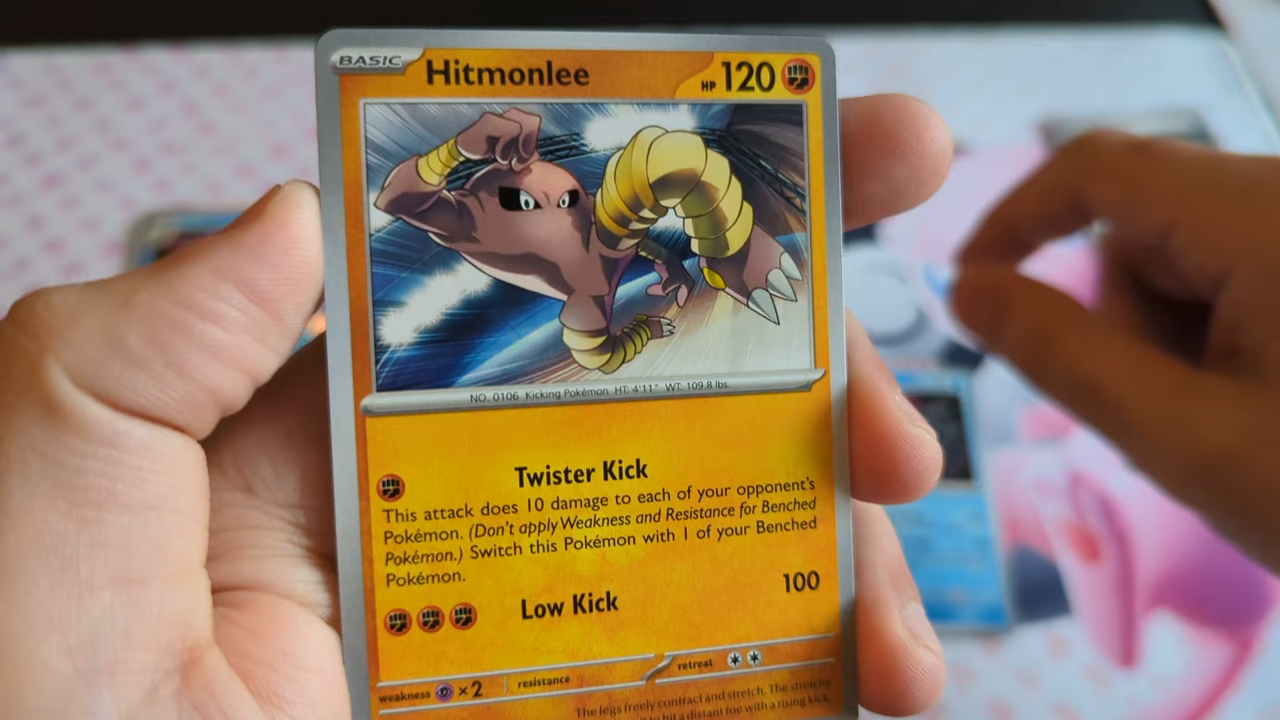 BASIC Hitmonlee HP 120
NO. 0106 Kicking Pokémon HT: 4'11" WT: 109.8 lbs
Twister Kick
This attack does 10 damage to each of your opponent's
Pokémon. (Don't apply Weakness and Resistance for Benched
Pokémon.) Switch this Pokémon with 1 of your Benched
Pokémon.
Low Kick 100
weakness ×2 resistance retreat
The legs freely contract and stretch. The stretchy
to hit a distant foe with a rising kick.